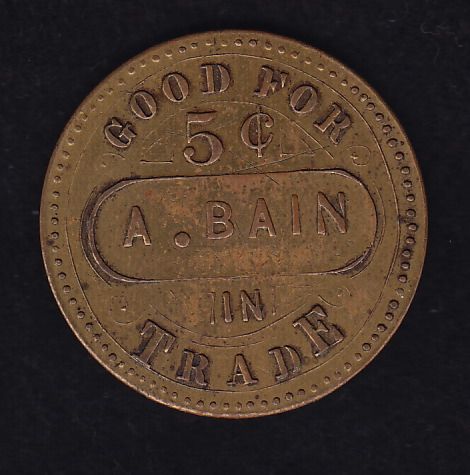 GOOD FOR
5¢
A. BAIN
IN
TRADE